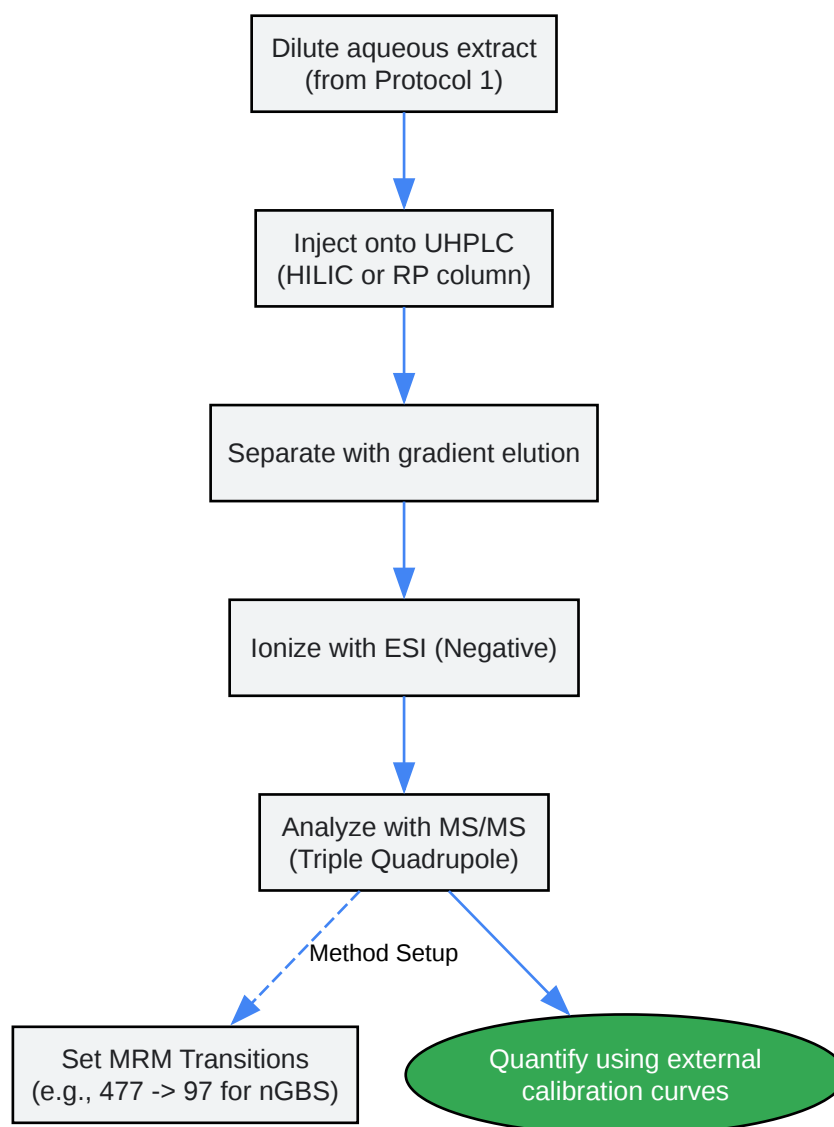 Dilute aqueous extract
(from Protocol 1)
Inject onto UHPLC
(HILIC or RP column)
Separate with gradient elution
Ionize with ESI (Negative)
Analyze with MS/MS
(Triple Quadrupole)
Method Setup
Set MRM Transitions
(e.g., 477 -> 97 for nGBS)
Quantify using external
calibration curves